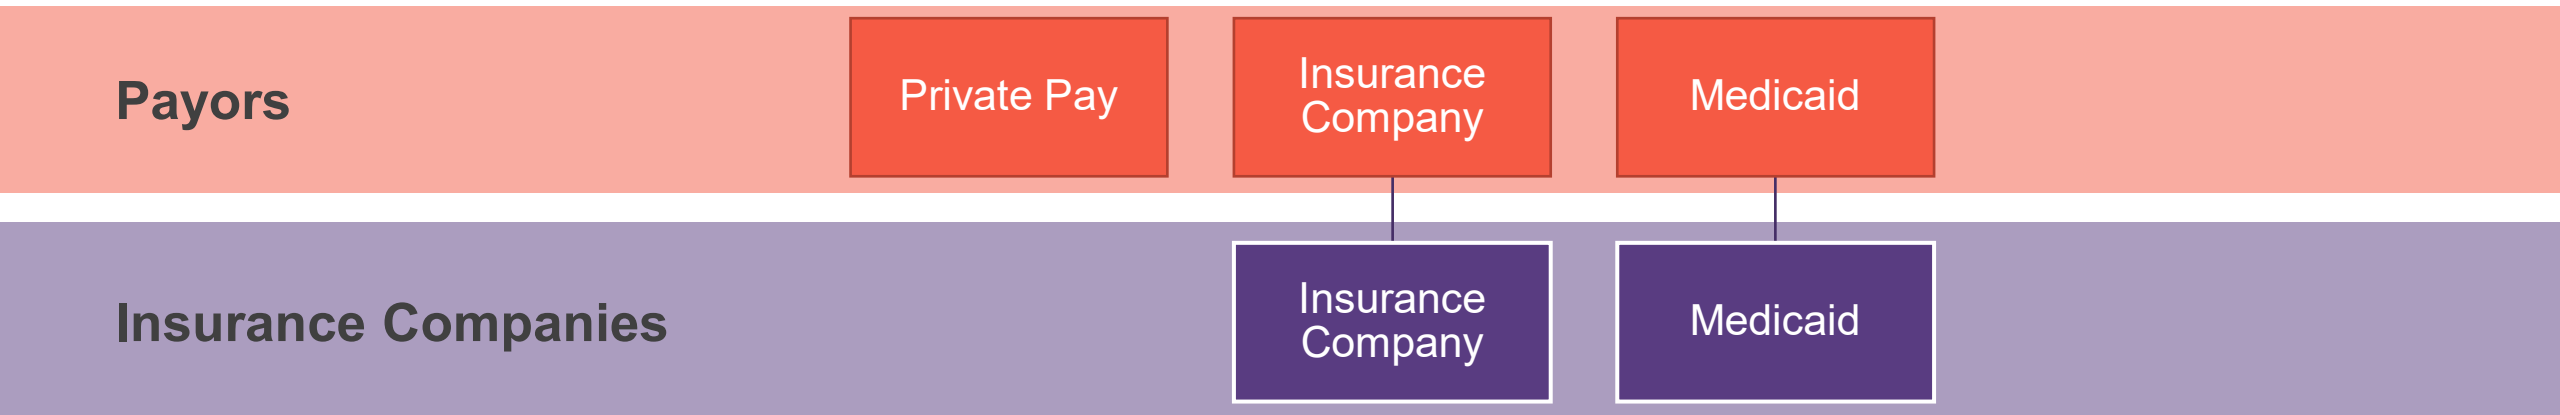 Payors
Private Pay
Insurance
Company
Medicaid
Insurance Companies
Insurance
Company
Medicaid